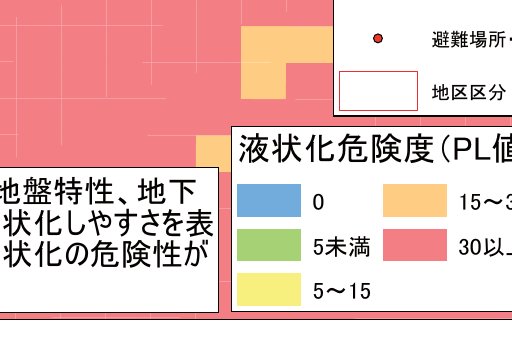 避難場所・
地区区分
液状化危険度(PL値
0
15～3
5未満
30以上
5～15
地盤特性、地下
状化しやすさを表
状化の危険性が